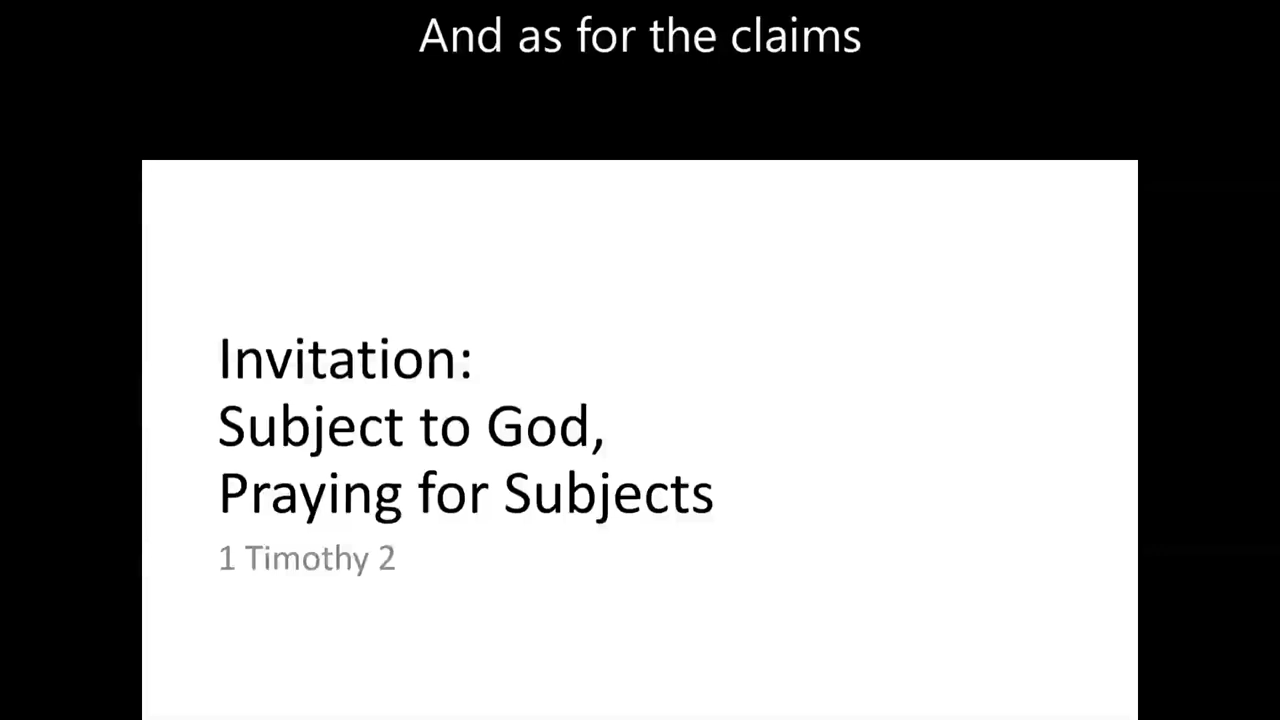 And as for the claims
Invitation:
Subject to God,
Praying for Subjects
1 Timothy 2